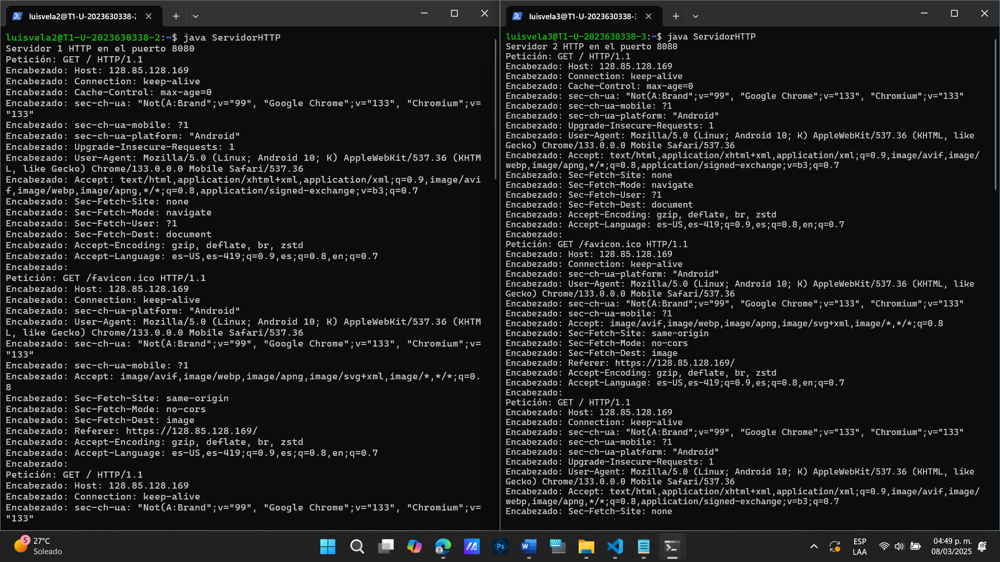 luisvela2@T1-U-2023630338-2
luisvela2@T1-U-2023630338-2:~$ java ServidorHTTP
Servidor 1 HTTP en el puerto 8080
Petición: GET / HTTP/1.1
Encabezado: Host: 128.85.128.169
Encabezado: Connection: keep-alive
Encabezado: Cache-Control: max-age=0
Encabezado: sec-ch-ua: "Not(A:Brand";v="99", "Google Chrome";v="133", "Chromium";v=
"133"
Encabezado: sec-ch-ua-mobile: ?1
Encabezado: sec-ch-ua-platform: "Android"
Encabezado: Upgrade-Insecure-Requests: 1
Encabezado: User-Agent: Mozilla/5.0 (Linux; Android 10; K) AppleWebKit/537.36 (KHTM
L, like Gecko) Chrome/133.0.0.0 Mobile Safari/537.36
Encabezado: Accept: text/html,application/xhtml+xml,application/xml;q=0.9,image/avi
f,image/webp,image/apng,*/*;q=0.8,application/signed-exchange;v=b3;q=0.7
Encabezado: Sec-Fetch-Site: none
Encabezado: Sec-Fetch-Mode: navigate
Encabezado: Sec-Fetch-User: ?1
Encabezado: Sec-Fetch-Dest: document
Encabezado: Accept-Encoding: gzip, deflate, br, zstd
Encabezado: Accept-Language: es-US,es-419;q=0.9,es;q=0.8,en;q=0.7
Encabezado:
Petición: GET /favicon.ico HTTP/1.1
Encabezado: Host: 128.85.128.169
Encabezado: Connection: keep-alive
Encabezado: sec-ch-ua-platform: "Android"
Encabezado: User-Agent: Mozilla/5.0 (Linux; Android 10; K) AppleWebKit/537.36 (KHTM
L, like Gecko) Chrome/133.0.0.0 Mobile Safari/537.36
Encabezado: sec-ch-ua: "Not(A:Brand";v="99", "Google Chrome";v="133", "Chromium";v=
"133"
Encabezado: sec-ch-ua-mobile: ?1
Encabezado: Accept: image/avif,image/webp,image/apng,image/svg+xml,image/*,*/*;q=0.
8
Encabezado: Sec-Fetch-Site: same-origin
Encabezado: Sec-Fetch-Mode: no-cors
Encabezado: Sec-Fetch-Dest: image
Encabezado: Referer: https://128.85.128.169/
Encabezado: Accept-Encoding: gzip, deflate, br, zstd
Encabezado: Accept-Language: es-US,es-419;q=0.9,es;q=0.8,en;q=0.7
Encabezado:
Petición: GET / HTTP/1.1
Encabezado: Host: 128.85.128.169
Encabezado: Connection: keep-alive
Encabezado: sec-ch-ua: "Not(A:Brand";v="99", "Google Chrome";v="133", "Chromium";v=
"133"
luisvela3@T1-U-2023630338-3
luisvela3@T1-U-2023630338-3:~$ java ServidorHTTP
Servidor 2 HTTP en el puerto 8080
Petición: GET / HTTP/1.1
Encabezado: Host: 128.85.128.169
Encabezado: Connection: keep-alive
Encabezado: Cache-Control: max-age=0
Encabezado: sec-ch-ua: "Not(A:Brand";v="99", "Google Chrome";v="133", "Chromium";v="133"
Encabezado: sec-ch-ua-mobile: ?1
Encabezado: sec-ch-ua-platform: "Android"
Encabezado: Upgrade-Insecure-Requests: 1
Encabezado: User-Agent: Mozilla/5.0 (Linux; Android 10; K) AppleWebKit/537.36 (KHTML, like
Gecko) Chrome/133.0.0.0 Mobile Safari/537.36
Encabezado: Accept: text/html,application/xhtml+xml,application/xml;q=0.9,image/avif,image/
webp,image/apng,*/*;q=0.8,application/signed-exchange;v=b3;q=0.7
Encabezado: Sec-Fetch-Site: none
Encabezado: Sec-Fetch-Mode: navigate
Encabezado: Sec-Fetch-User: ?1
Encabezado: Sec-Fetch-Dest: document
Encabezado: Accept-Encoding: gzip, deflate, br, zstd
Encabezado: Accept-Language: es-US,es-419;q=0.9,es;q=0.8,en;q=0.7
Encabezado:
Petición: GET /favicon.ico HTTP/1.1
Encabezado: Host: 128.85.128.169
Encabezado: Connection: keep-alive
Encabezado: sec-ch-ua-platform: "Android"
Encabezado: User-Agent: Mozilla/5.0 (Linux; Android 10; K) AppleWebKit/537.36 (KHTML, like
Gecko) Chrome/133.0.0.0 Mobile Safari/537.36
Encabezado: sec-ch-ua: "Not(A:Brand";v="99", "Google Chrome";v="133", "Chromium";v="133"
Encabezado: sec-ch-ua-mobile: ?1
Encabezado: Accept: image/avif,image/webp,image/apng,image/svg+xml,image/*,*/*;q=0.8
Encabezado: Sec-Fetch-Site: same-origin
Encabezado: Sec-Fetch-Mode: no-cors
Encabezado: Sec-Fetch-Dest: image
Encabezado: Referer: https://128.85.128.169/
Encabezado: Accept-Encoding: gzip, deflate, br, zstd
Encabezado: Accept-Language: es-US,es-419;q=0.9,es;q=0.8,en;q=0.7
Encabezado:
Petición: GET / HTTP/1.1
Encabezado: Host: 128.85.128.169
Encabezado: Connection: keep-alive
Encabezado: sec-ch-ua: "Not(A:Brand";v="99", "Google Chrome";v="133", "Chromium";v="133"
Encabezado: sec-ch-ua-mobile: ?1
Encabezado: sec-ch-ua-platform: "Android"
Encabezado: Upgrade-Insecure-Requests: 1
Encabezado: User-Agent: Mozilla/5.0 (Linux; Android 10; K) AppleWebKit/537.36 (KHTML, like
Gecko) Chrome/133.0.0.0 Mobile Safari/537.36
Encabezado: Accept: text/html,application/xhtml+xml,application/xml;q=0.9,image/avif,image/
webp,image/apng,*/*;q=0.8,application/signed-exchange;v=b3;q=0.7
Encabezado: Sec-Fetch-Site: none
5
27°C
Soleado
Ps
W
ESP
LAA
04:49 p. m.
08/03/2025